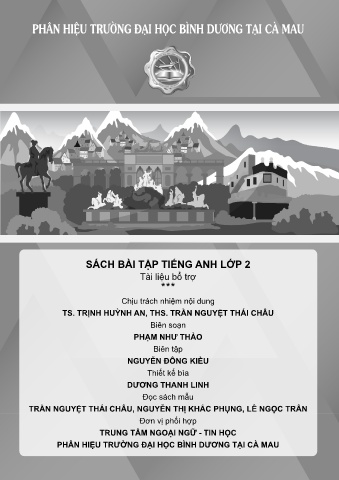 PHÂN HIỆU TRƯỜNG ĐẠI HỌC BÌNH DƯƠNG TẠI CÀ MAU
SÁCH BÀI TẬP TIẾNG ANH LỚP 2
Tài liệu bổ trợ
***
Chịu trách nhiệm nội dung
TS. TRỊNH HUỲNH AN, THS. TRẦN NGUYỆT THÁI CHÂU
Biên soạn
PHẠM NHƯ THẢO
Biên tập
NGUYỄN ĐÔNG KIỀU
Thiết kế bìa
DƯƠNG THANH LINH
Đọc sách mẫu
TRẦN NGUYỆT THÁI CHÂU, NGUYỄN THỊ KHẮC PHỤNG, LÊ NGỌC TRÂN
Đơn vị phối hợp
TRUNG TÂM NGOẠI NGỮ - TIN HỌC
PHÂN HIỆU TRƯỜNG ĐẠI HỌC BÌNH DƯƠNG TẠI CÀ MAU